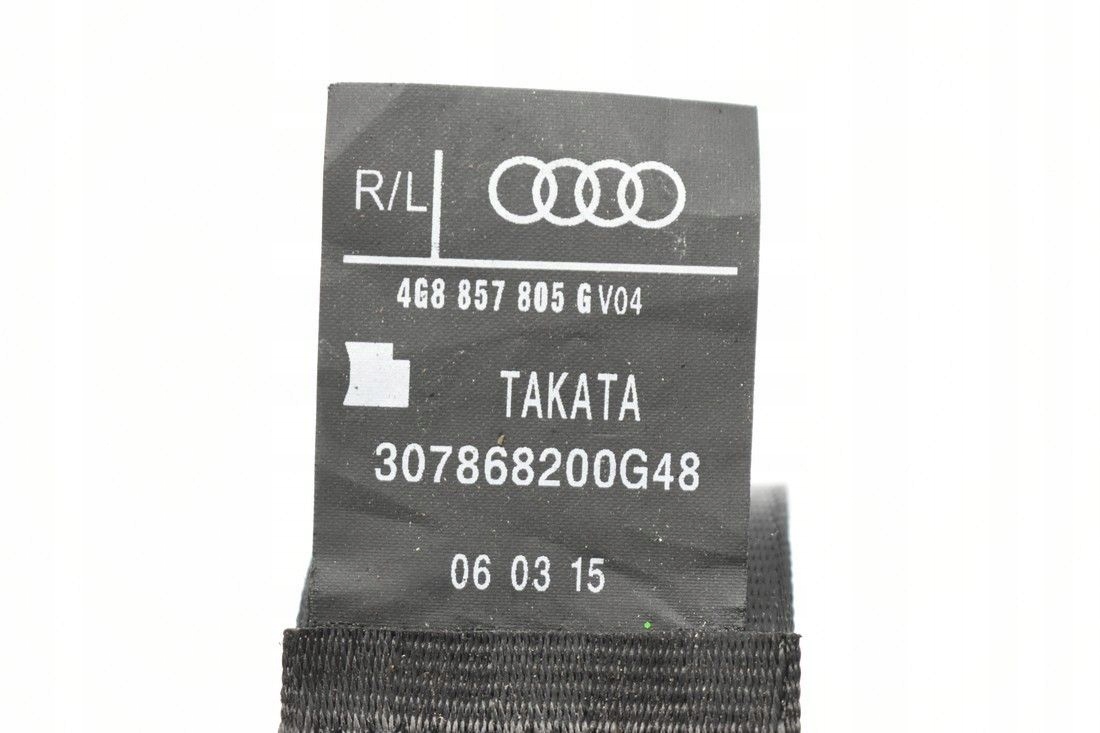 R/L
4G8 857 805 G V04
TAKATA
307868200G48
06 03 15